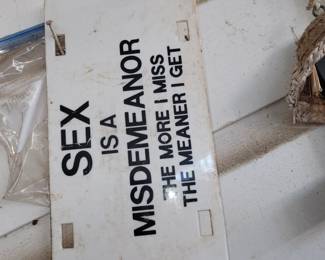 SEX
IS A
MISDEMEANOR
THE MORE I MISS
THE MEANER I GET